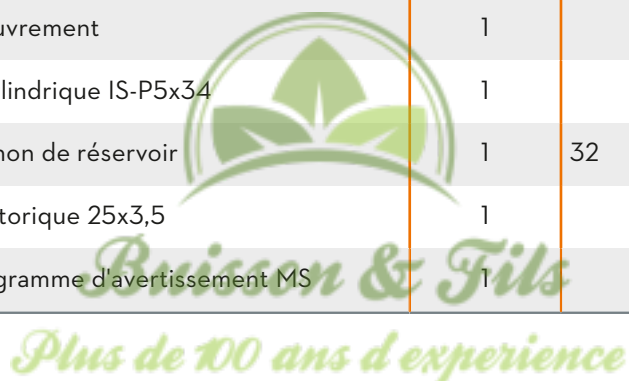 uvrement 1
lindrique IS-P5x34 1
non de réservoir 1 32
torique 25x3,5 1
gramme d'avertissement MS 1
Buisson & Fils
Plus de 100 ans d'experience